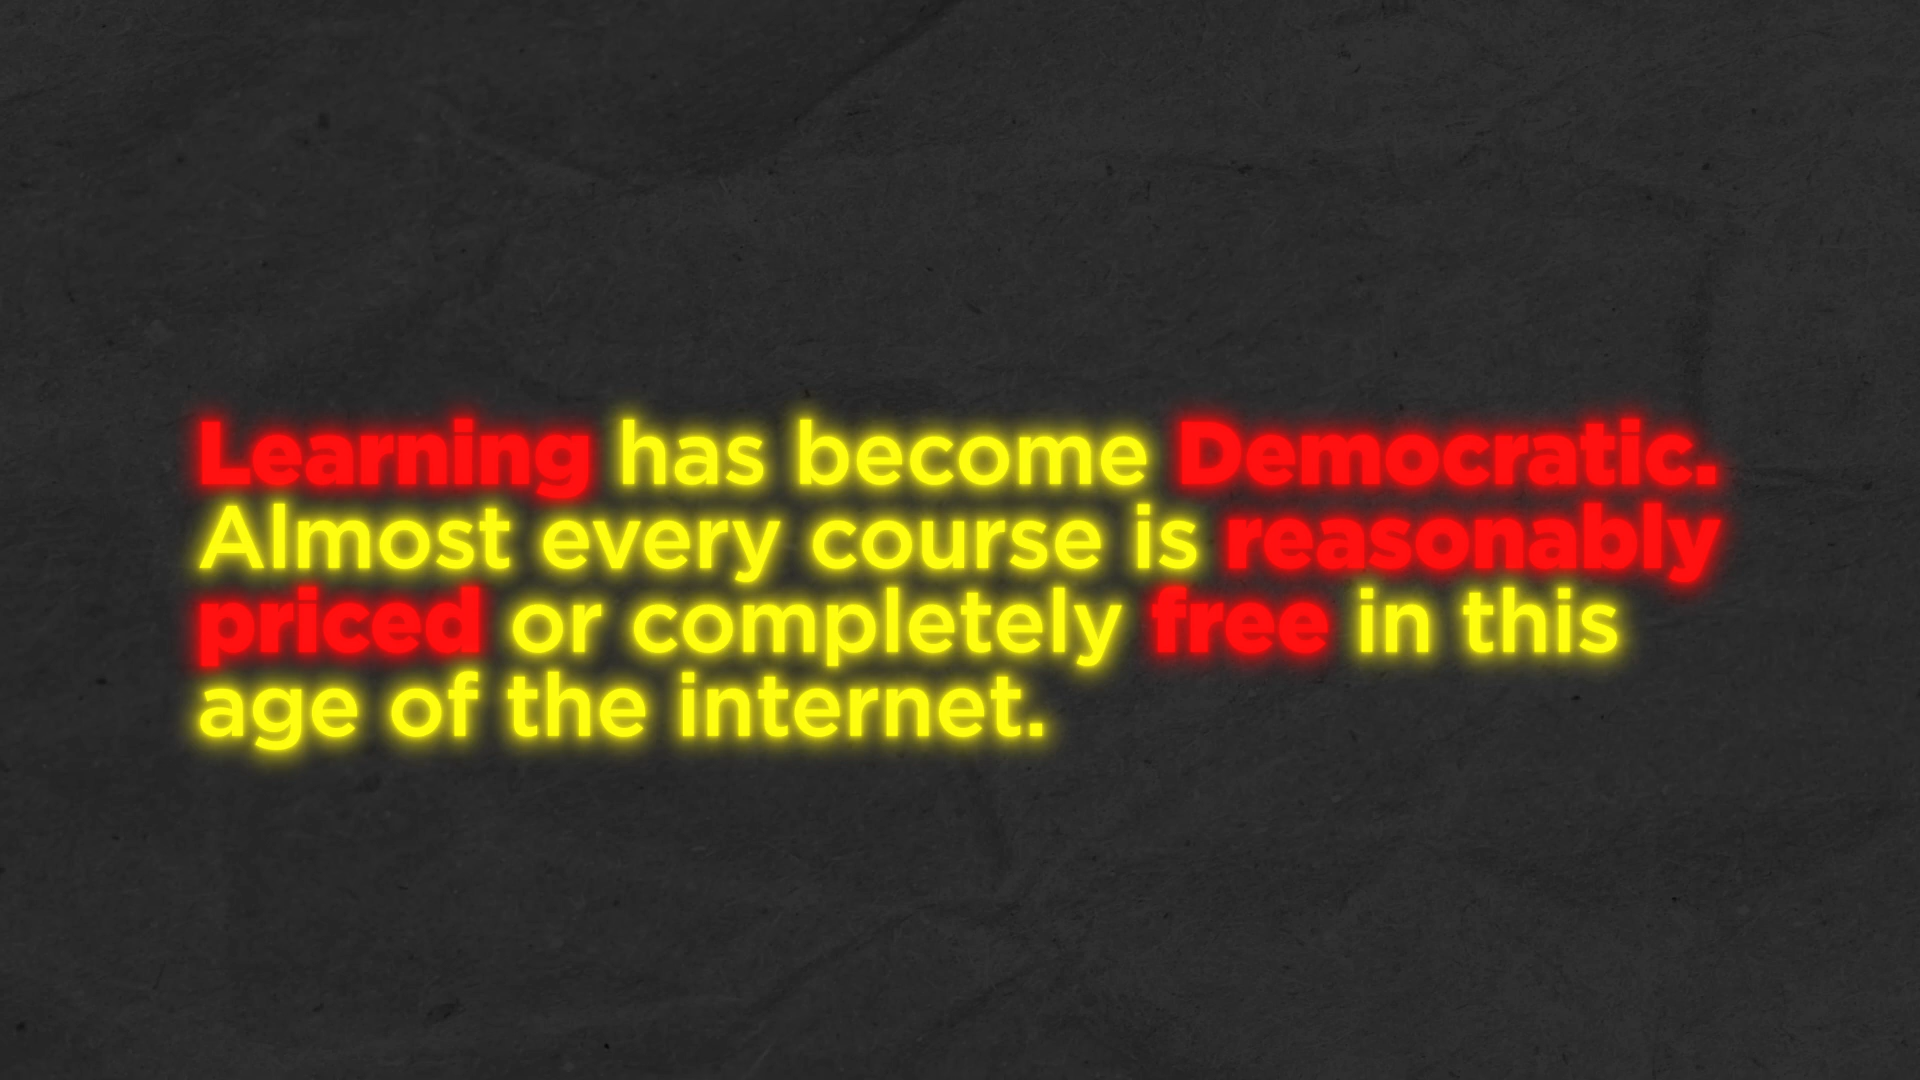 Learning has become Democratic.
Almost every course is reasonably
priced or completely free in this
age of the internet.